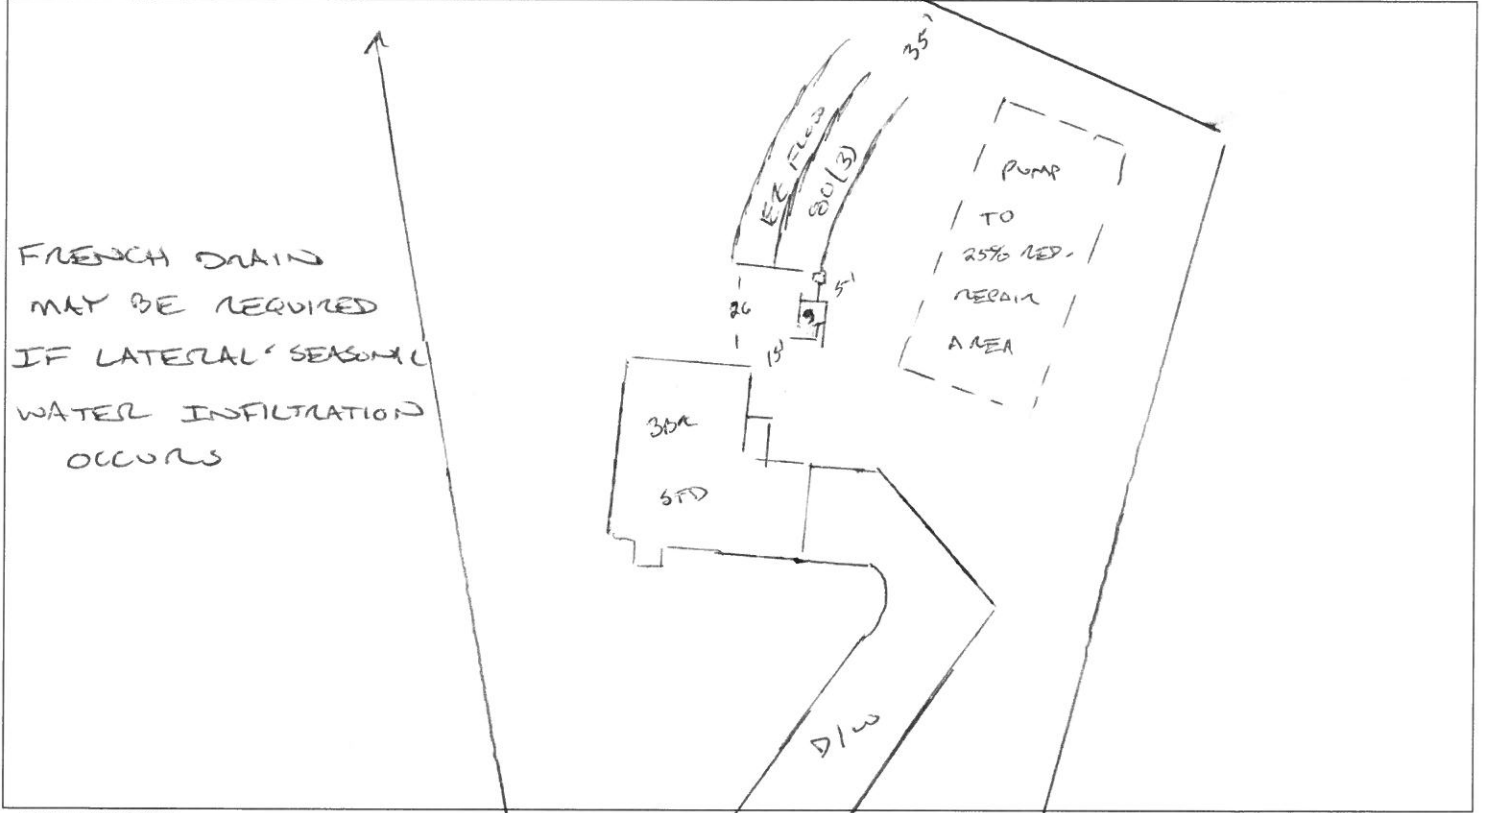 FRENCH DRAIN
MAY BE REQUIRED
IF LATERAL SEASONAL
WATER INFILTRATION
OCCURS
35'
EZ FLOW
80(3)
PUMP
TO
25% RED.
REPAIR
AREA
26
5'
15'
3BR
SFD
D/W